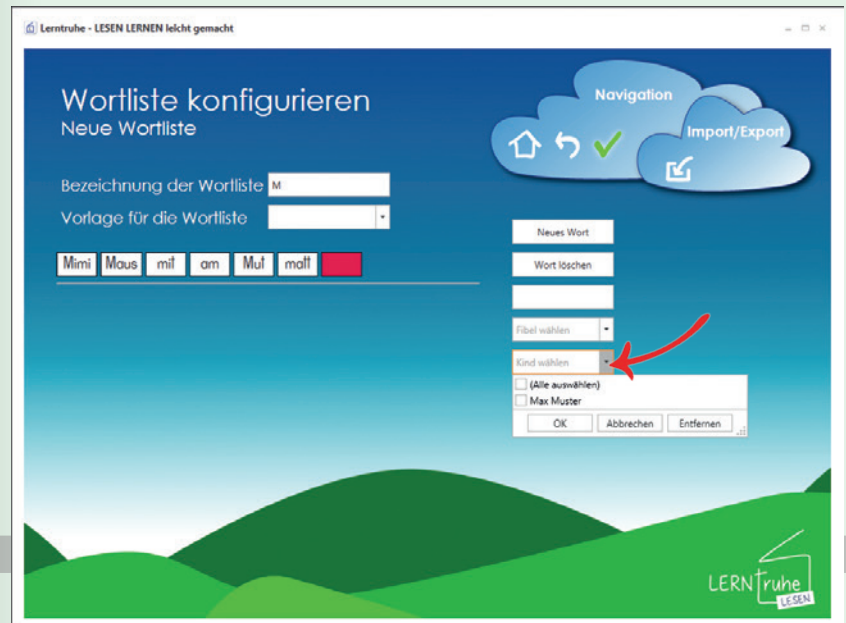 Lerntruhe - LESEN LERNEN leicht gemacht
Wortliste konfigurieren
Neue Wortliste
Navigation
Import/Export
Bezeichnung der Wortliste M
Vorlage für die Wortliste
Mimi Maus mit am Mut matt
Neues Wort
Wort löschen
Fibel wählen
Kind wählen
(Alle auswählen)
Max Muster
OK Abbrechen Entfernen
LERNtruhe
LESEN